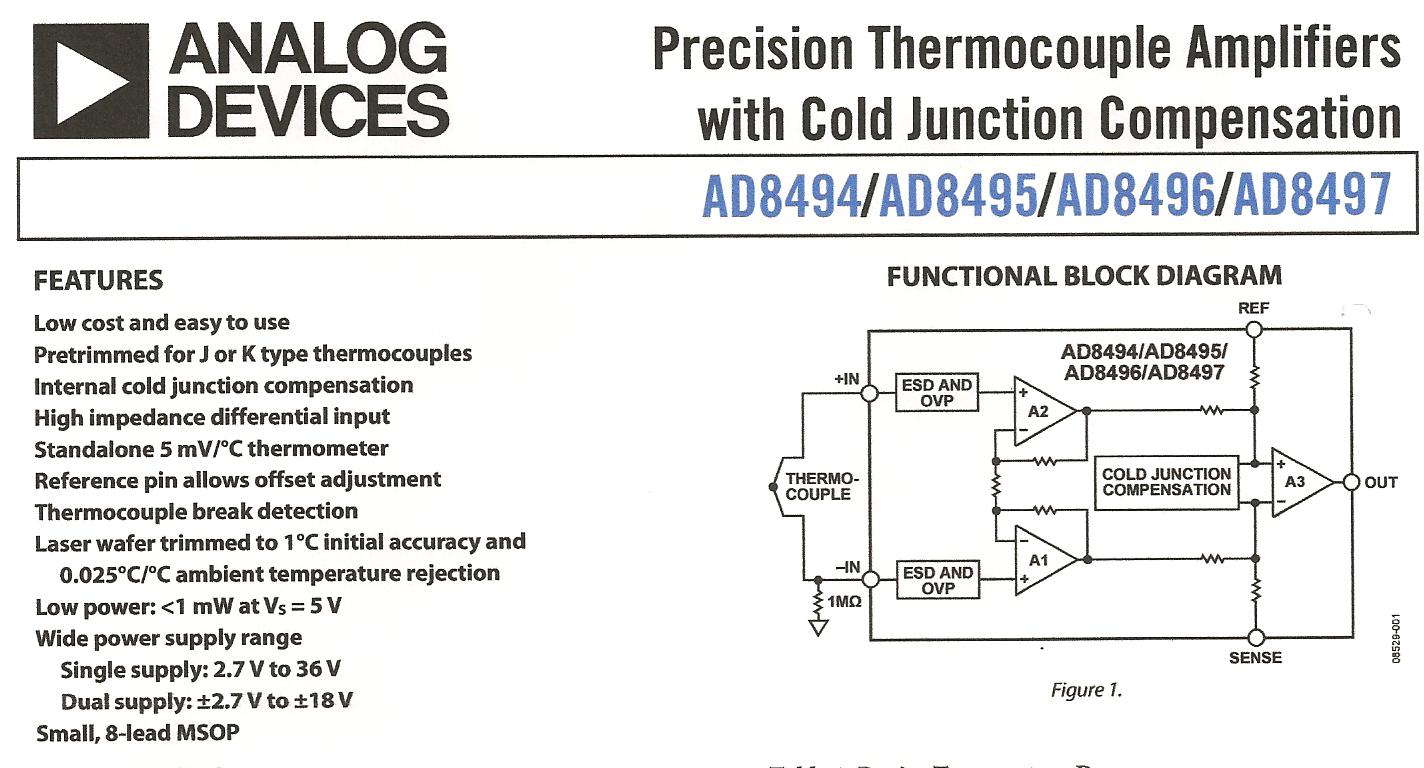 ANALOG
DEVICES
Precision Thermocouple Amplifiers
with Cold Junction Compensation
AD8494/AD8495/AD8496/AD8497
FEATURES
Low cost and easy to use
Pretrimmed for J or K type thermocouples
Internal cold junction compensation
High impedance differential input
Standalone 5 mV/°C thermometer
Reference pin allows offset adjustment
Thermocouple break detection
Laser wafer trimmed to 1°C initial accuracy and
0.025°C/°C ambient temperature rejection
Low power: <1 mW at VS = 5 V
Wide power supply range
Single supply: 2.7 V to 36 V
Dual supply: ±2.7 V to ±18 V
Small, 8-lead MSOP
FUNCTIONAL BLOCK DIAGRAM
REF
AD8494/AD8495/
AD8496/AD8497
+IN
ESD AND
OVP
+
A2
−
THERMO-
COUPLE
COLD JUNCTION
COMPENSATION
+
A3
−
OUT
−
A1
+
−IN
ESD AND
OVP
1MΩ
SENSE
08529-001
Figure 1.